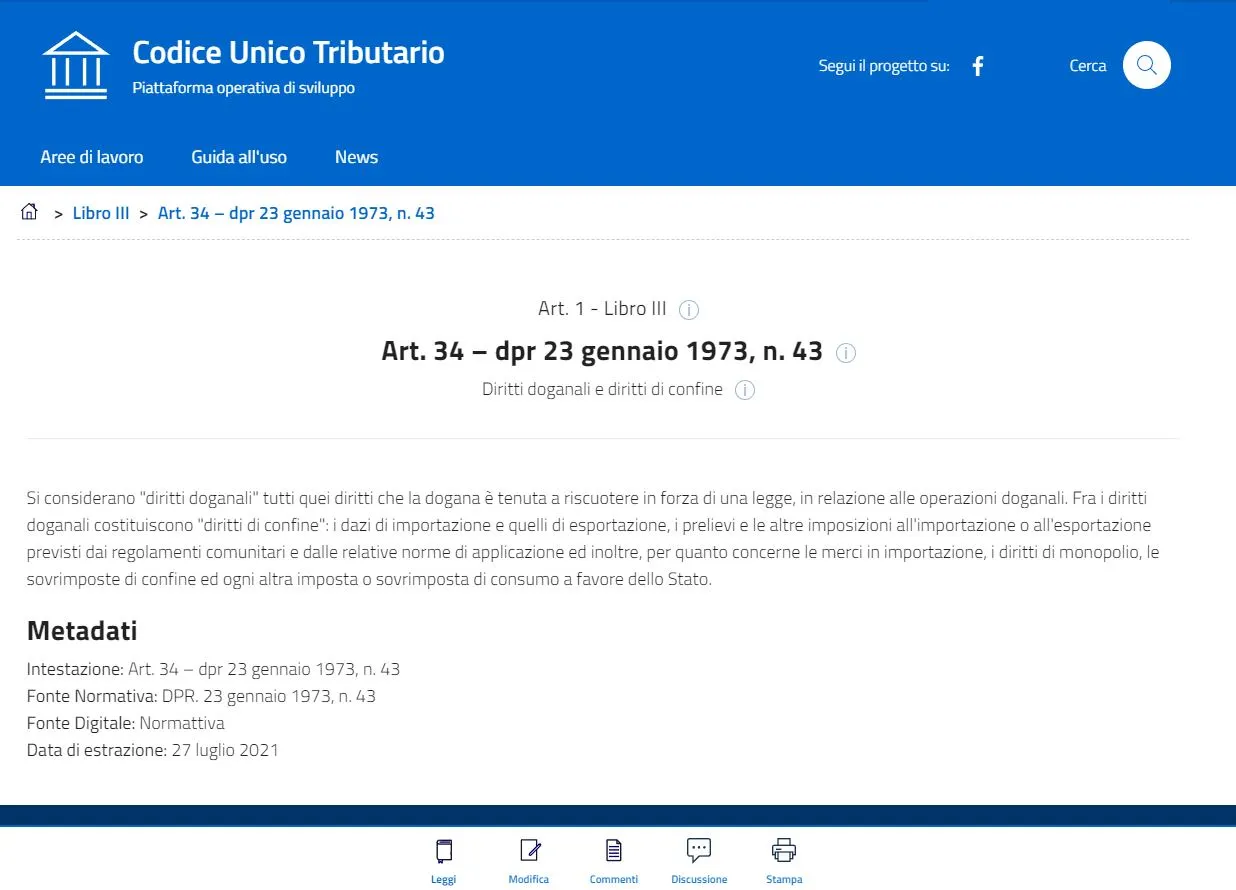 Codice Unico Tributario
Piattaforma operativa di sviluppo
Segui il progetto su:
Cerca
Aree di lavoro
Guida all'uso
News
> Libro III > Art. 34 – dpr 23 gennaio 1973, n. 43
Art. 1 - Libro III
Art. 34 – dpr 23 gennaio 1973, n. 43
Diritti doganali e diritti di confine
Si considerano "diritti doganali" tutti quei diritti che la dogana è tenuta a riscuotere in forza di una legge, in relazione alle operazioni doganali. Fra i diritti
doganali costituiscono "diritti di confine": i dazi di importazione e quelli di esportazione, i prelievi e le altre imposizioni all'importazione o all'esportazione
previsti dai regolamenti comunitari e dalle relative norme di applicazione ed inoltre, per quanto concerne le merci in importazione, i diritti di monopolio, le
sovrimposte di confine ed ogni altra imposta o sovrimposta di consumo a favore dello Stato.
Metadati
Intestazione: Art. 34 – dpr 23 gennaio 1973, n. 43
Fonte Normativa: DPR. 23 gennaio 1973, n. 43
Fonte Digitale: Normattiva
Data di estrazione: 27 luglio 2021
Leggi
Modifica
Commenti
Discussione
Stampa